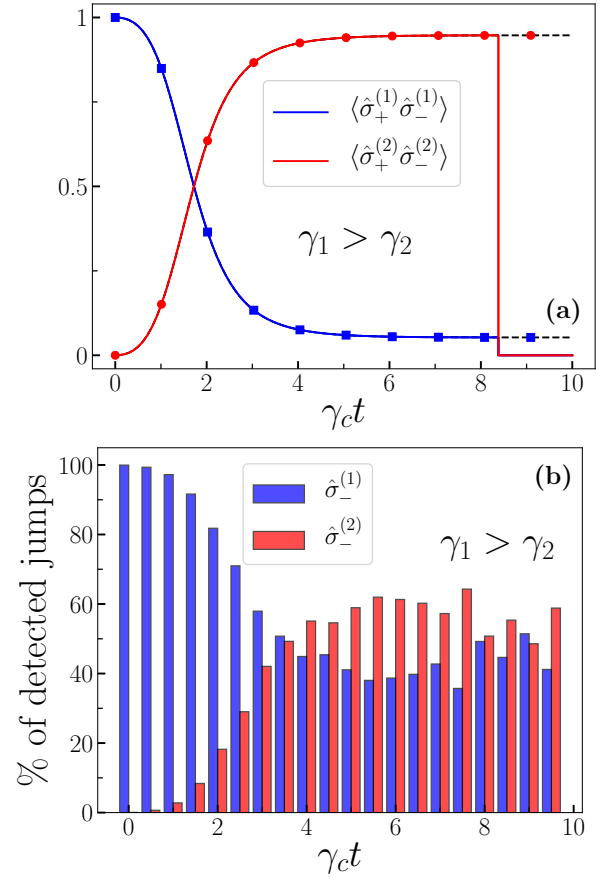 1
0.5
0
⟨σ̂₊⁽¹⁾σ̂₋⁽¹⁾⟩
⟨σ̂₊⁽²⁾σ̂₋⁽²⁾⟩
γ₁ > γ₂
(a)
0 2 4 6 8 10
γ_c t
% of detected jumps
100
80
60
40
20
0
σ̂₋⁽¹⁾
σ̂₋⁽²⁾
(b)
γ₁ > γ₂
0 2 4 6 8 10
γ_c t